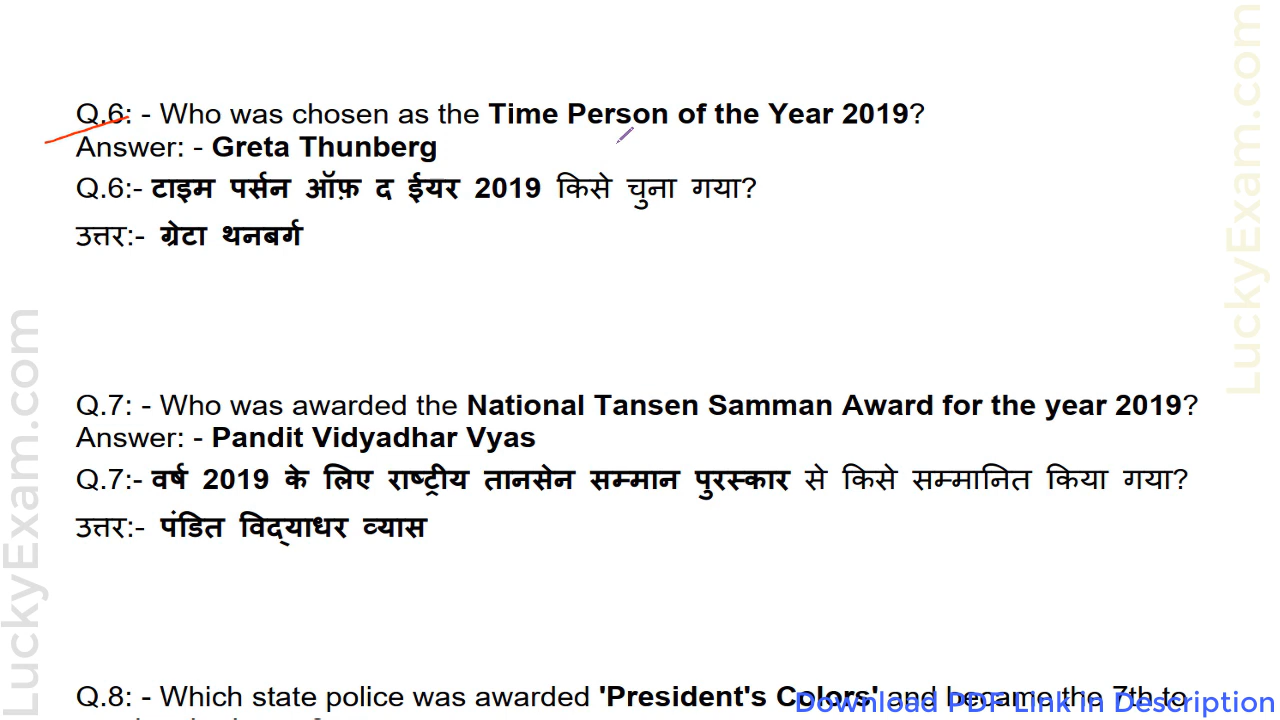 Q.6: - Who was chosen as the Time Person of the Year 2019?
Answer: - Greta Thunberg
Q.6:- टाइम पर्सन ऑफ़ द ईयर 2019 किसे चुना गया?
उत्तर:- ग्रेटा थनबर्ग
Q.7: - Who was awarded the National Tansen Samman Award for the year 2019?
Answer: - Pandit Vidyadhar Vyas
Q.7:- वर्ष 2019 के लिए राष्ट्रीय तानसेन सम्मान पुरस्कार से किसे सम्मानित किया गया?
उत्तर:- पंडित विद्याधर व्यास
Q.8: - Which state police was awarded 'President's Colors' and became the 7th to
Download PDF Link in Description
LuckyExam.com
LuckyExam.com